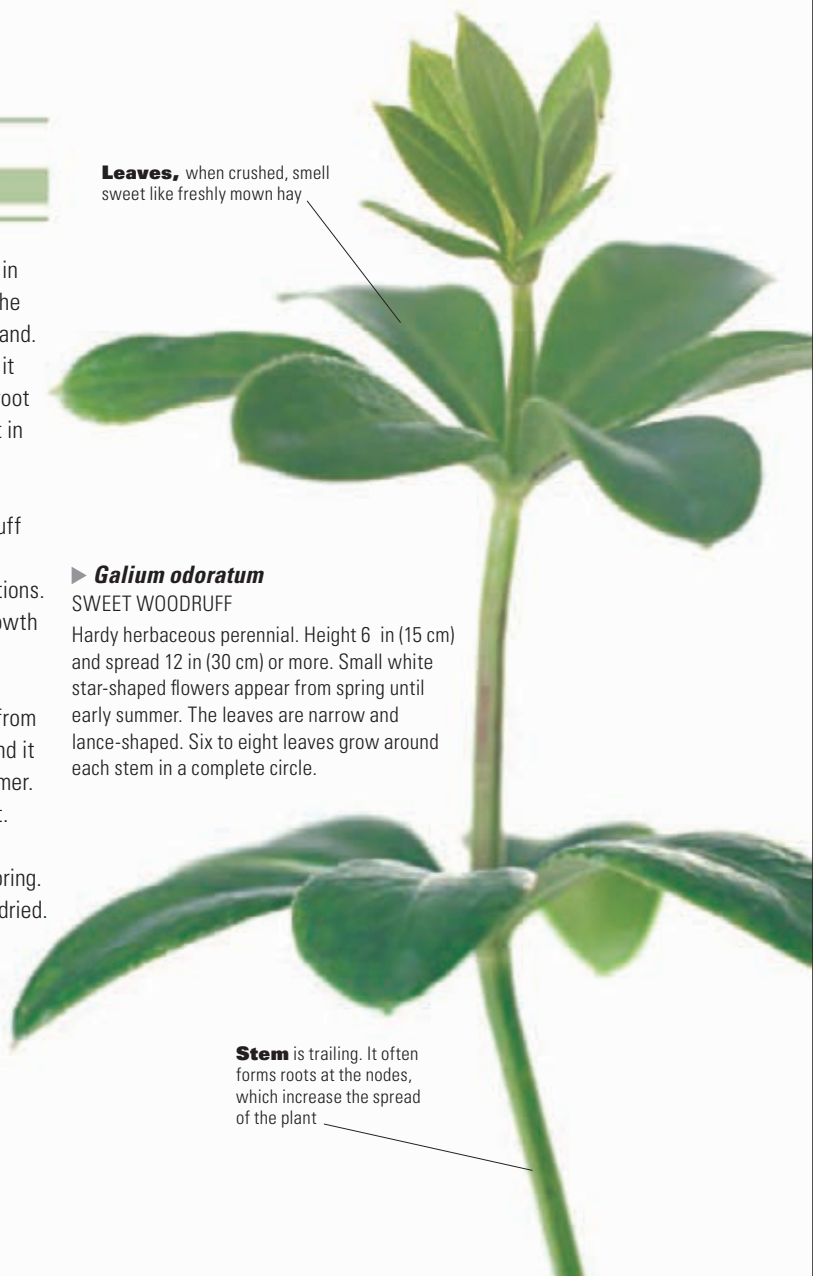 in
he
and.
it
oot
t in
uff
tions.
owth
from
nd it
mer.
t.
pring.
dried.
Leaves, when crushed, smell
sweet like freshly mown hay
▶ Galium odoratum
SWEET WOODRUFF
Hardy herbaceous perennial. Height 6 in (15 cm)
and spread 12 in (30 cm) or more. Small white
star-shaped flowers appear from spring until
early summer. The leaves are narrow and
lance-shaped. Six to eight leaves grow around
each stem in a complete circle.
Stem is trailing. It often
forms roots at the nodes,
which increase the spread
of the plant